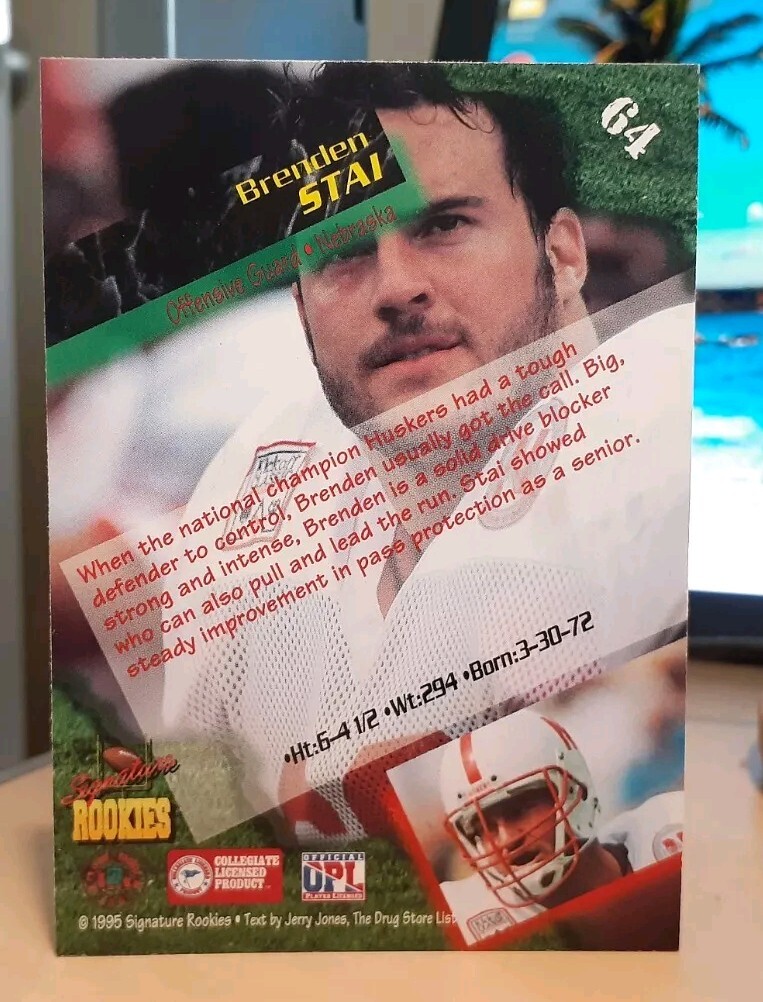 64
Brenden
STAI
Offensive Guard • Nebraska
When the national champion Huskers had a tough
defender to control, Brenden usually got the call. Big,
strong and intense, Brenden is a solid drive blocker
who can also pull and lead the run. Stai showed
steady improvement in pass protection as a senior.
•Ht:6-4 1/2 •Wt:294 •Born:3-30-72
Signature
ROOKIES
COLLEGIATE
LICENSED
PRODUCT
OFFICIAL
OPL
PLAYER LICENSED
© 1995 Signature Rookies • Text by Jerry Jones, The Drug Store List